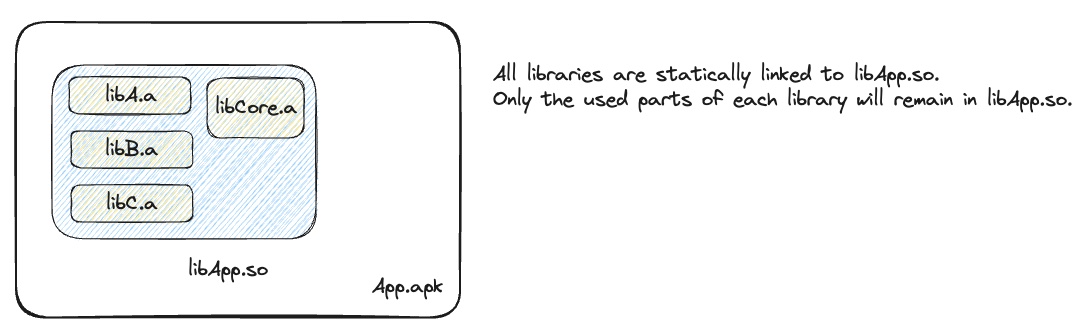 libA.a
libCore.a
libB.a
libC.a
libApp.so
App.apk
All libraries are statically linked to libApp.so.
Only the used parts of each library will remain in libApp.so.